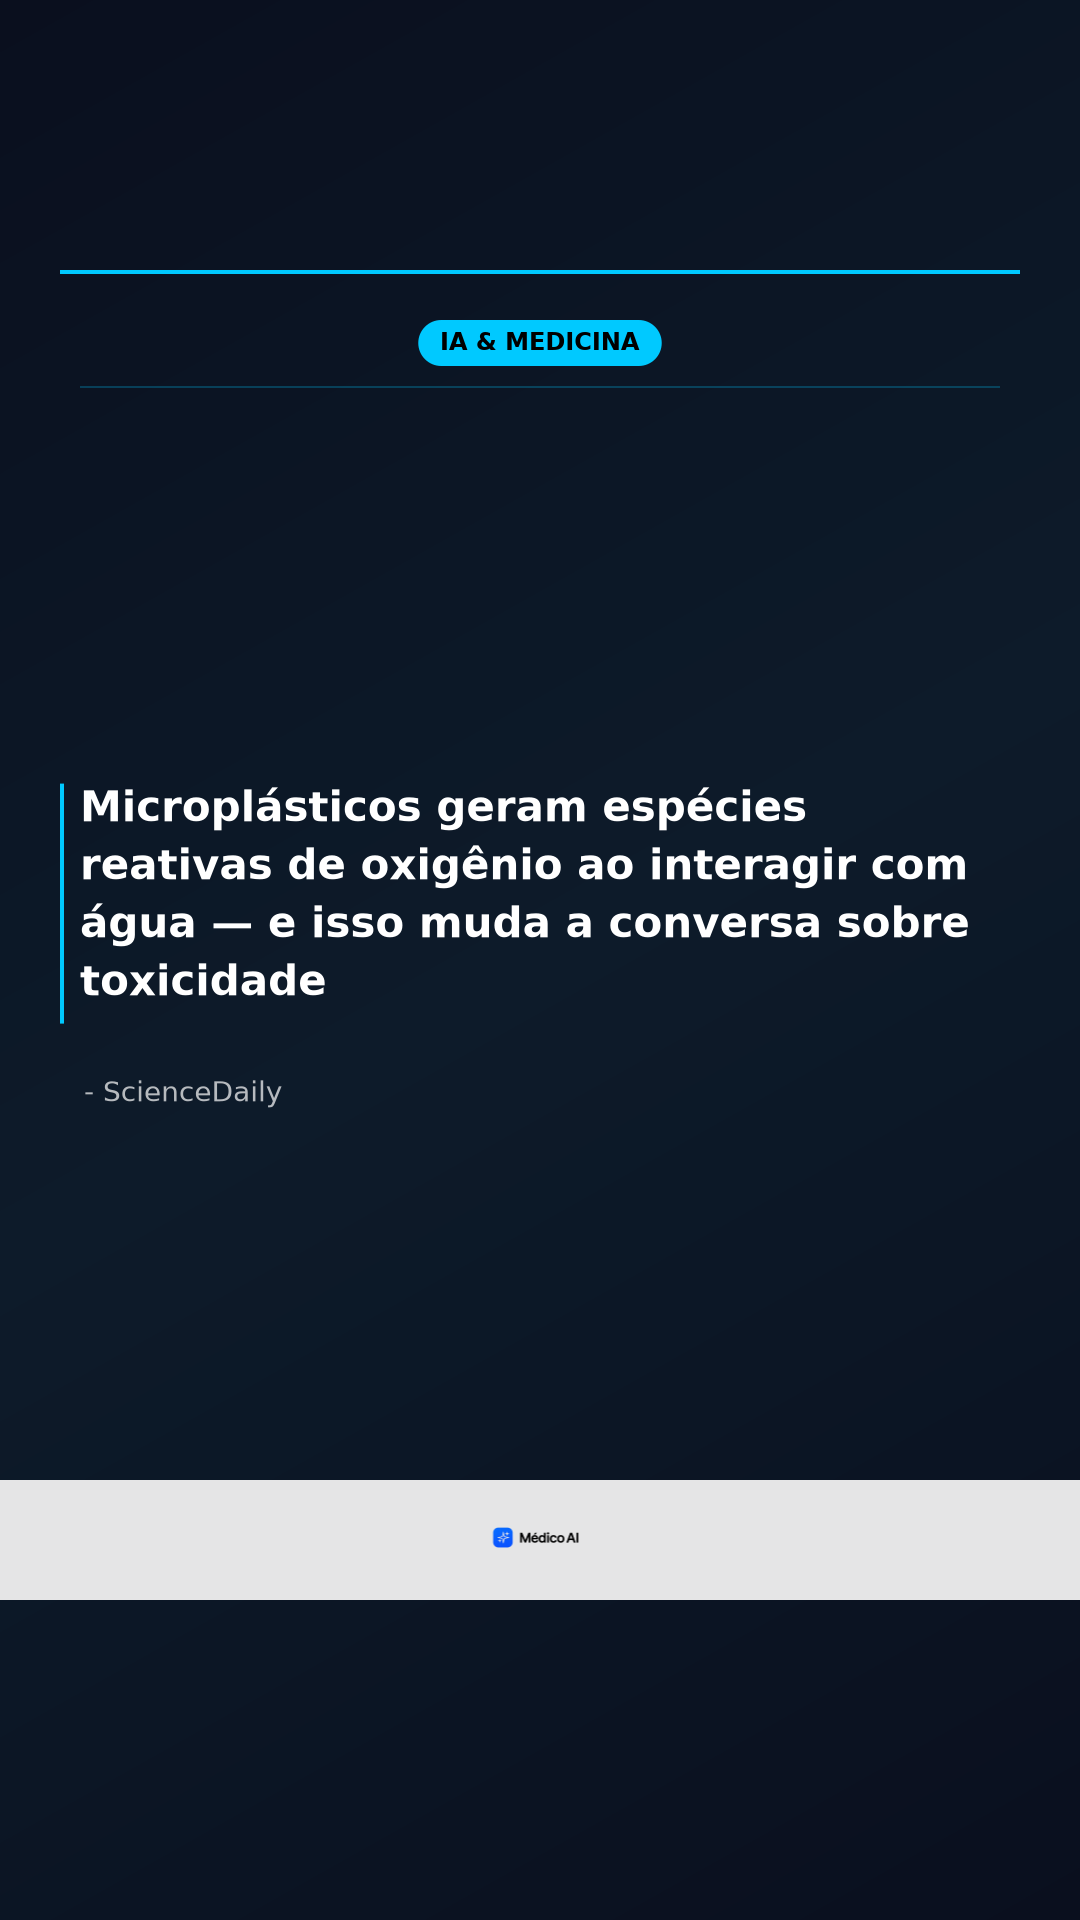 IA & MEDICINA
Microplásticos geram espécies
reativas de oxigênio ao interagir com
água — e isso muda a conversa sobre
toxicidade
- ScienceDaily
Médico AI